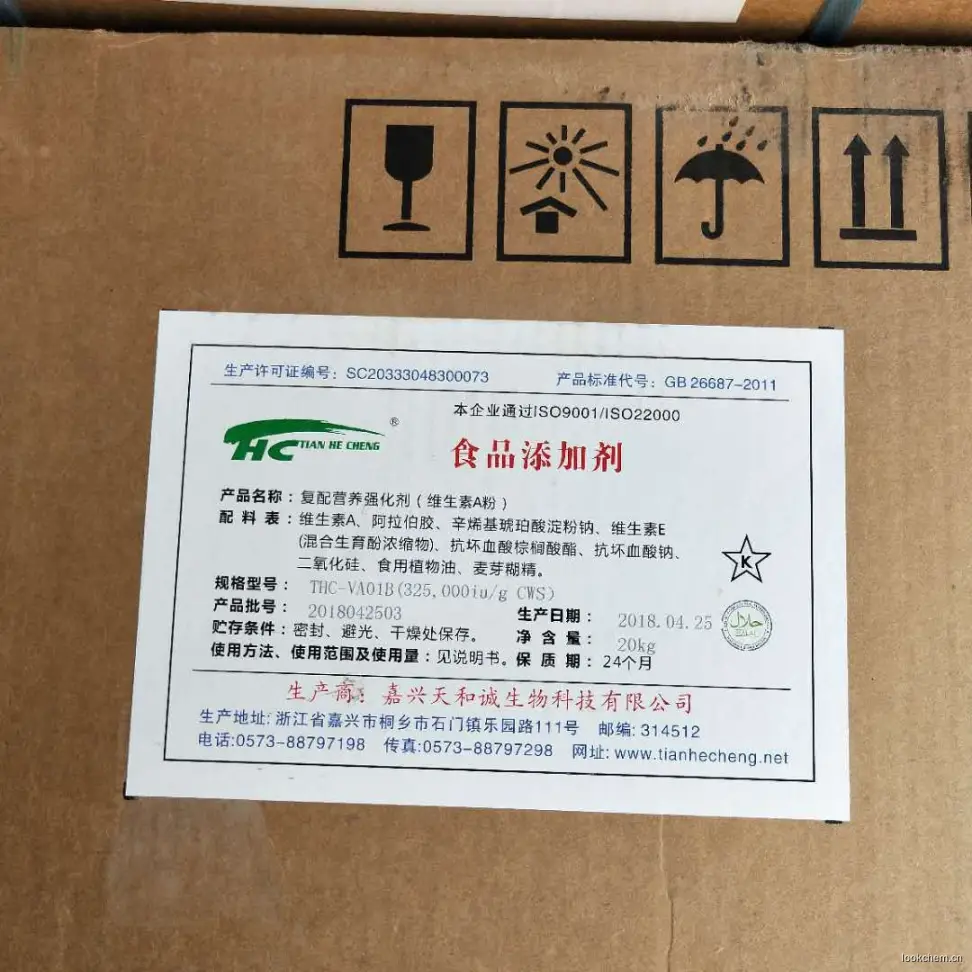 生产许可证编号：SC20333048300073 产品标准代号：GB 26687-2011
本企业通过ISO9001/ISO22000
HC TIAN HE CHENG ®
食品添加剂
产品名称：复配营养强化剂（维生素A粉）
配 料 表：维生素A、阿拉伯胶、辛烯基琥珀酸淀粉钠、维生素E
(混合生育酚浓缩物)、抗坏血酸棕榈酸酯、抗坏血酸钠、
二氧化硅、食用植物油、麦芽糊精。
K
规格型号： THC-VA01B(325,000iu/g CWS)
产品批号： 2018042503 生产日期： 2018.04.25
贮存条件：密封、避光、干燥处保存。 净 含 量： 20kg
使用方法、使用范围及使用量：见说明书。 保 质 期：24个月
حلال
生产商：嘉兴天和诚生物科技有限公司
生产地址:浙江省嘉兴市桐乡市石门镇乐园路111号 邮编:314512
电话:0573-88797198 传真:0573-88797298 网址:www.tianhecheng.net
lookchem.cn